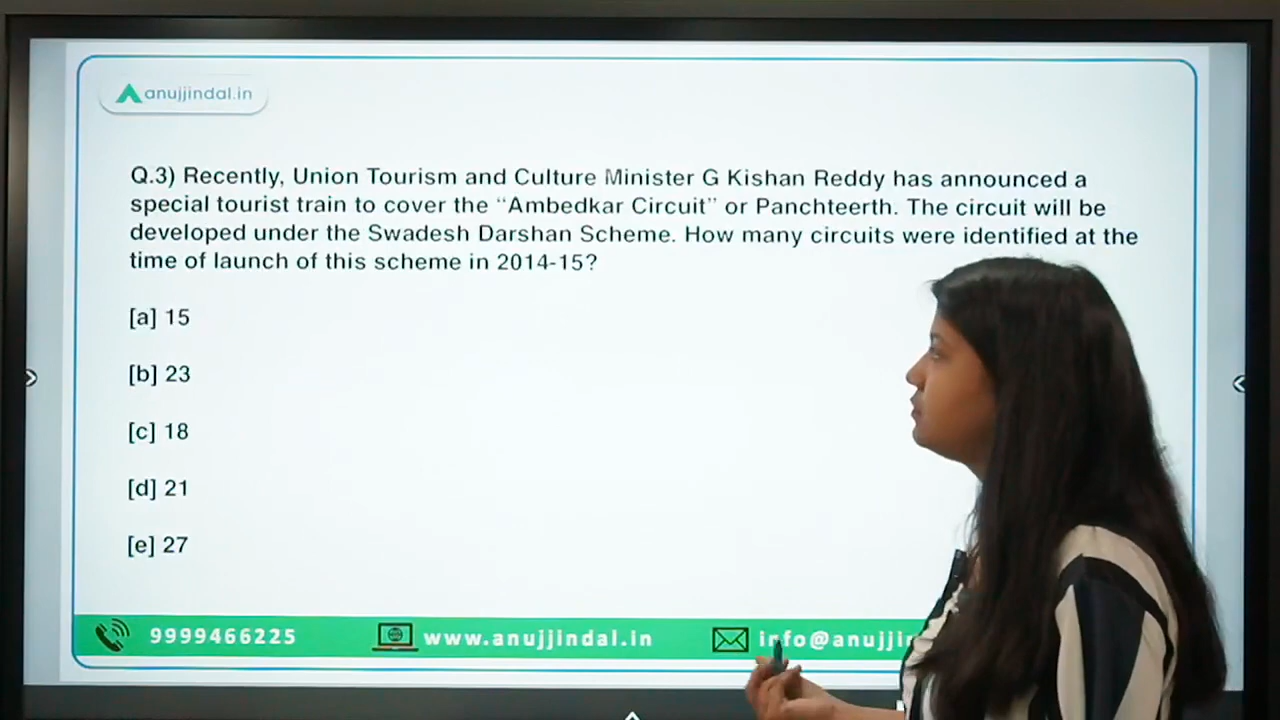 anujjindal.in
Q.3) Recently, Union Tourism and Culture Minister G Kishan Reddy has announced a
special tourist train to cover the “Ambedkar Circuit” or Panchteerth. The circuit will be
developed under the Swadesh Darshan Scheme. How many circuits were identified at the
time of launch of this scheme in 2014-15?
[a] 15
[b] 23
[c] 18
[d] 21
[e] 27
9999466225 www.anujjindal.in